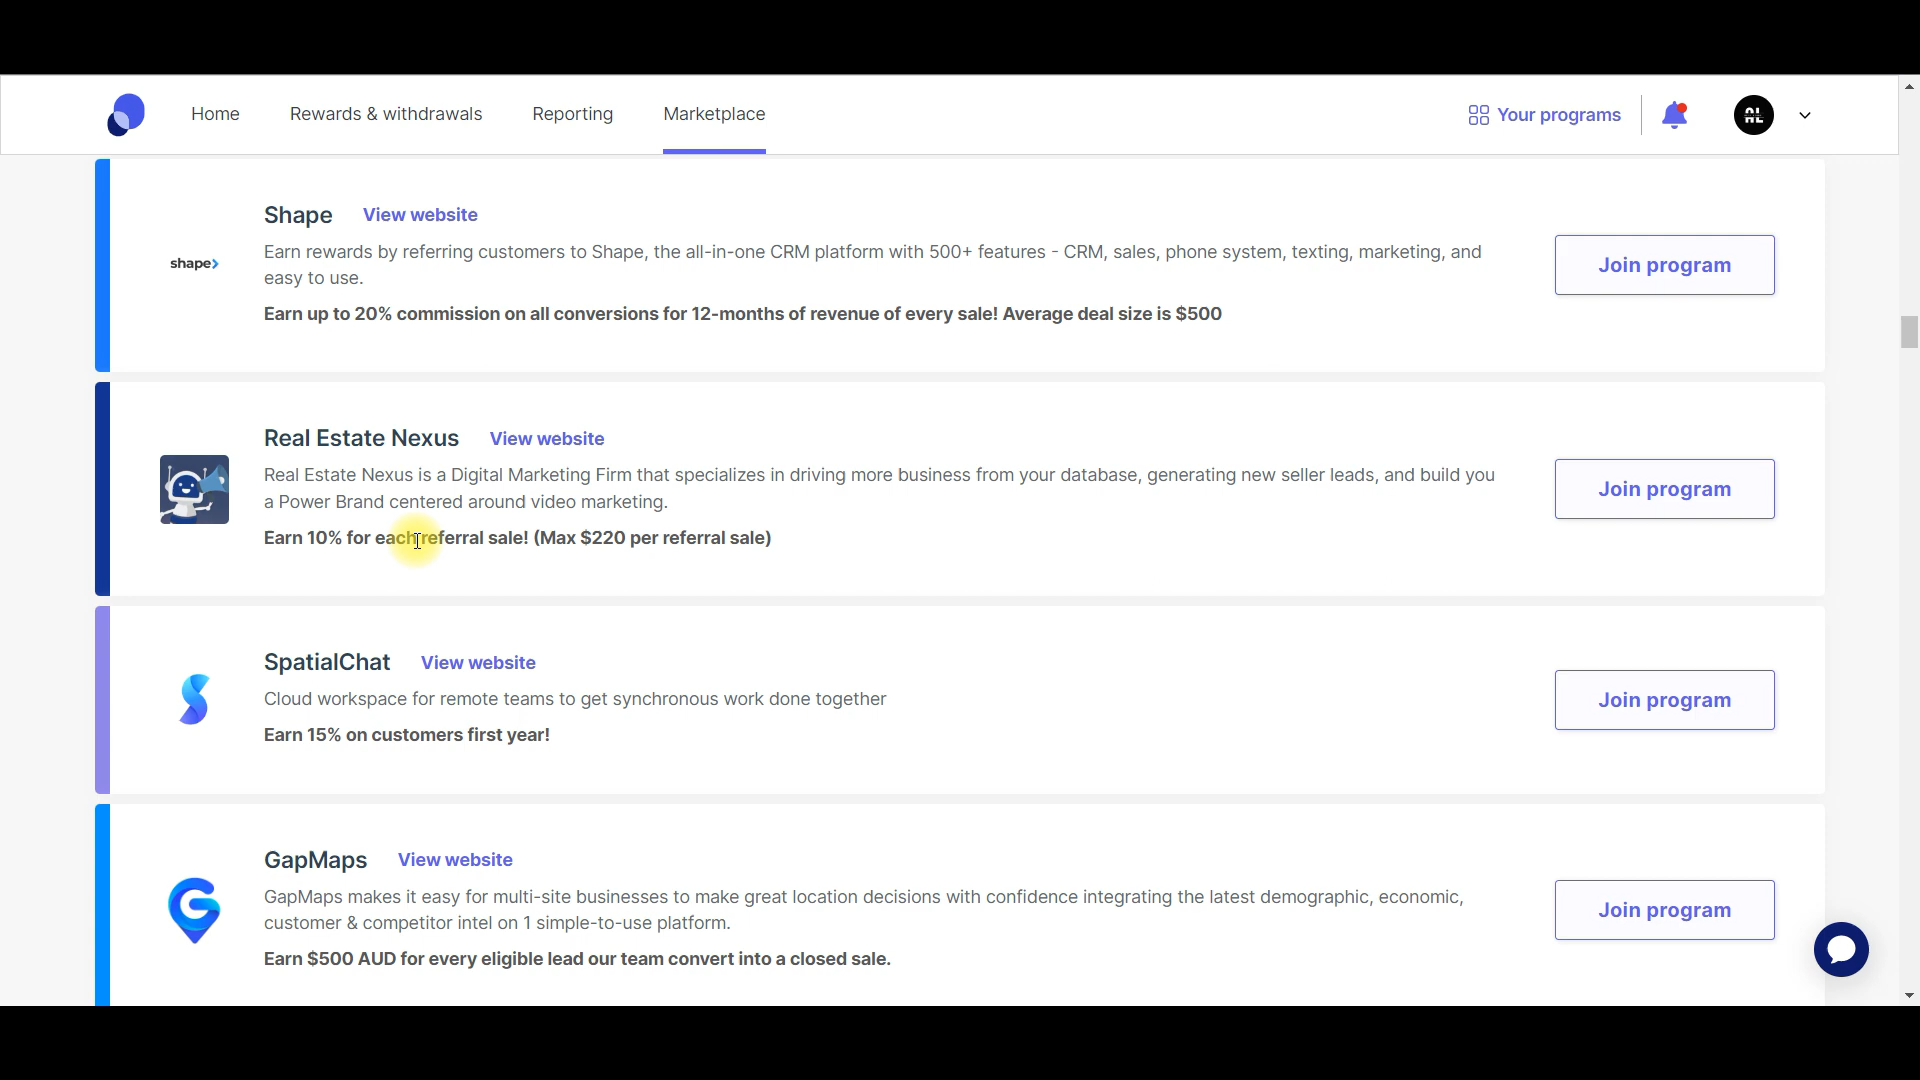 Home Rewards & withdrawals Reporting Marketplace Your programs AL
Shape View website
shape>
Earn rewards by referring customers to Shape, the all-in-one CRM platform with 500+ features - CRM, sales, phone system, texting, marketing, and
easy to use.
Join program
Earn up to 20% commission on all conversions for 12-months of revenue of every sale! Average deal size is $500
Real Estate Nexus View website
Real Estate Nexus is a Digital Marketing Firm that specializes in driving more business from your database, generating new seller leads, and build you
a Power Brand centered around video marketing.
Join program
Earn 10% for each referral sale! (Max $220 per referral sale)
SpatialChat View website
Cloud workspace for remote teams to get synchronous work done together
Join program
Earn 15% on customers first year!
GapMaps View website
GapMaps makes it easy for multi-site businesses to make great location decisions with confidence integrating the latest demographic, economic,
customer & competitor intel on 1 simple-to-use platform.
Join program
Earn $500 AUD for every eligible lead our team convert into a closed sale.